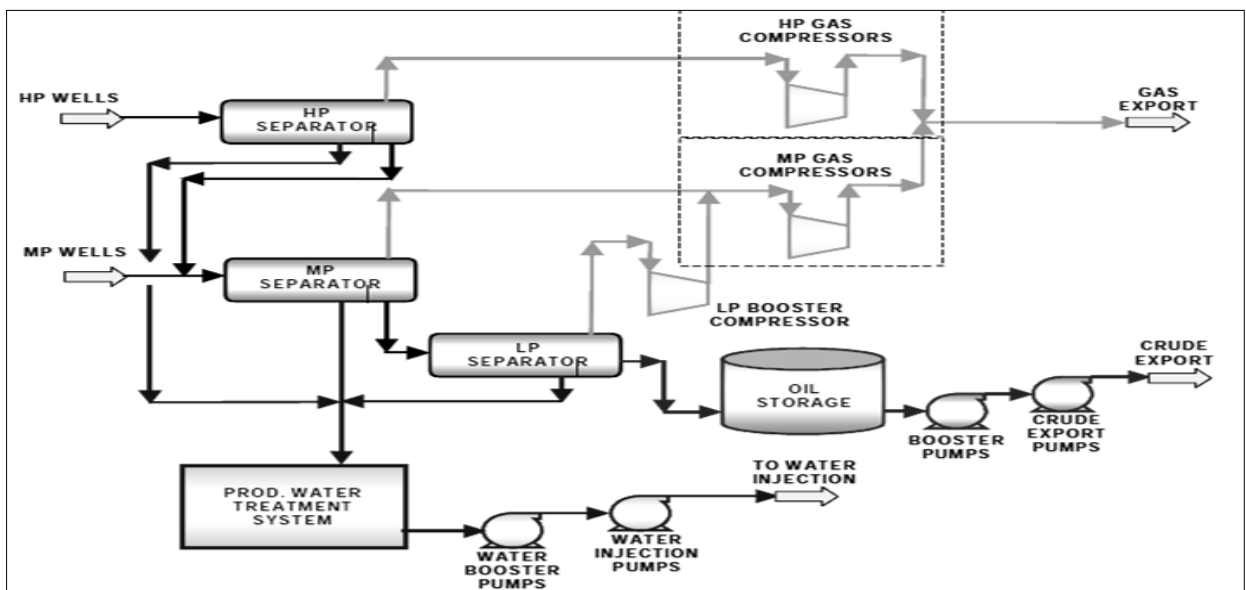 HP GAS
COMPRESSORS
HP WELLS
HP
SEPARATOR
GAS
EXPORT
MP GAS
COMPRESSORS
MP WELLS
MP
SEPARATOR
LP BOOSTER
COMPRESSOR
LP
SEPARATOR
CRUDE
EXPORT
OIL
STORAGE
BOOSTER
PUMPS
CRUDE
EXPORT
PUMPS
TO WATER
INJECTION
PROD. WATER
TREATMENT
SYSTEM
WATER
BOOSTER
PUMPS
WATER
INJECTION
PUMPS